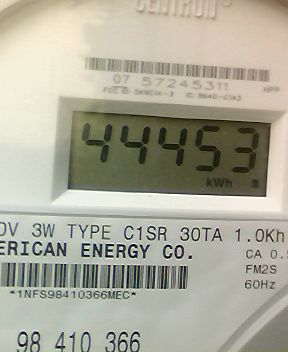 CENTRON
07 57245311
44453
kWh
0V 3W TYPE C1SR 30TA 1.0Kh
ERICAN ENERGY CO.
CA 0.
FM2S
60Hz
*1NFS98410366MEC*
98 410 366